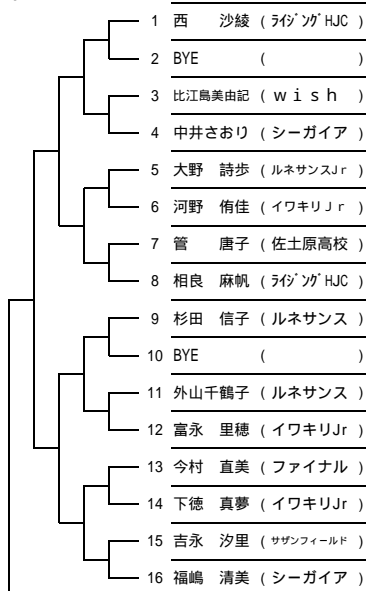 1 西　沙綾 ( ﾗｲｼﾞﾝｸﾞHJC )
2 BYE (　)
3 比江島美由記 ( ｗｉｓｈ )
4 中井さおり ( シーガイア )
5 大野　詩歩 ( ルネサンスJｒ )
6 河野　侑佳 ( イワキリＪｒ )
7 管　唐子 ( 佐土原高校 )
8 相良　麻帆 ( ﾗｲｼﾞﾝｸﾞHJC )
9 杉田　信子 ( ルネサンス )
10 BYE (　)
11 外山千鶴子 ( ルネサンス )
12 富永　里穂 ( イワキリJr )
13 今村　直美 ( ファイナル )
14 下徳　真夢 ( イワキリJr )
15 吉永　汐里 ( サザンフィールド )
16 福嶋　清美 ( シーガイア )